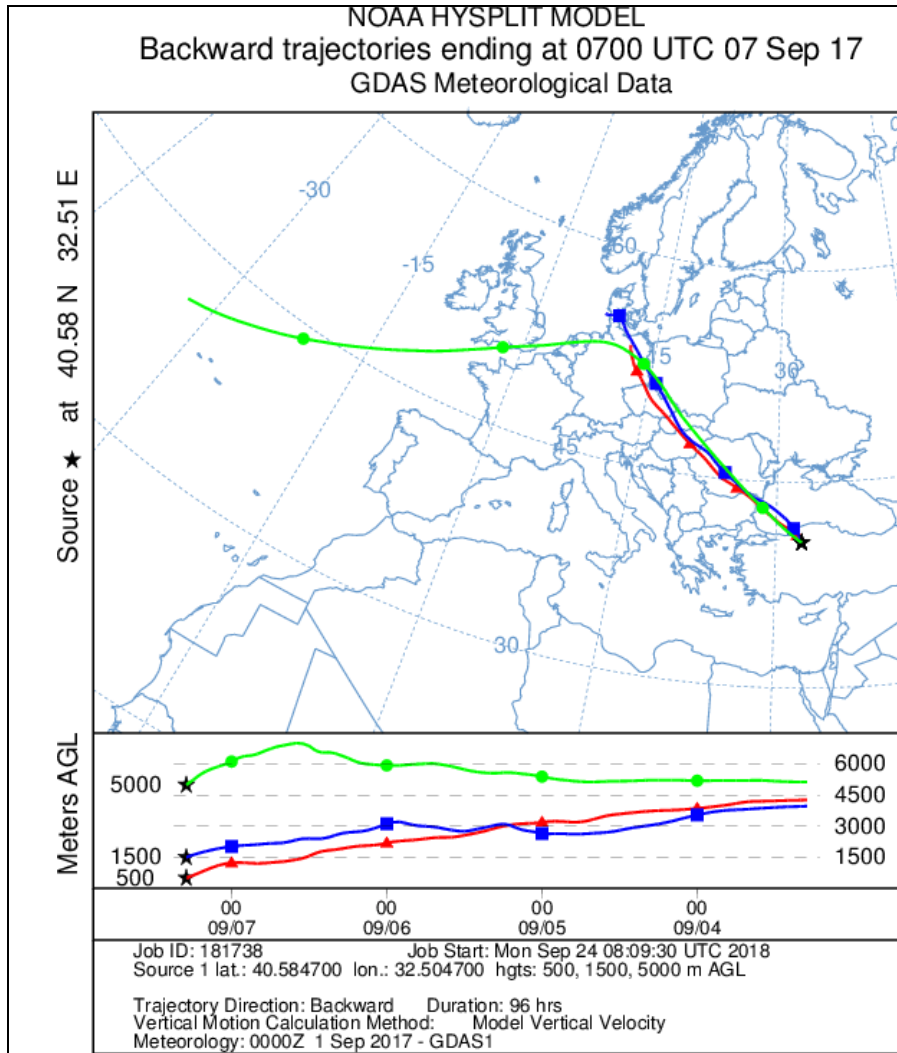 NOAA HYSPLIT MODEL
Backward trajectories ending at 0700 UTC 07 Sep 17
GDAS Meteorological Data
Source ★ at 40.58 N 32.51 E
-30
-15
60
0
15
30
45
30
Meters AGL
5000
1500
500
6000
4500
3000
1500
00 00 00 00
09/07 09/06 09/05 09/04
Job ID: 181738 Job Start: Mon Sep 24 08:09:30 UTC 2018
Source 1 lat.: 40.584700 lon.: 32.504700 hgts: 500, 1500, 5000 m AGL
Trajectory Direction: Backward Duration: 96 hrs
Vertical Motion Calculation Method: Model Vertical Velocity
Meteorology: 0000Z 1 Sep 2017 - GDAS1